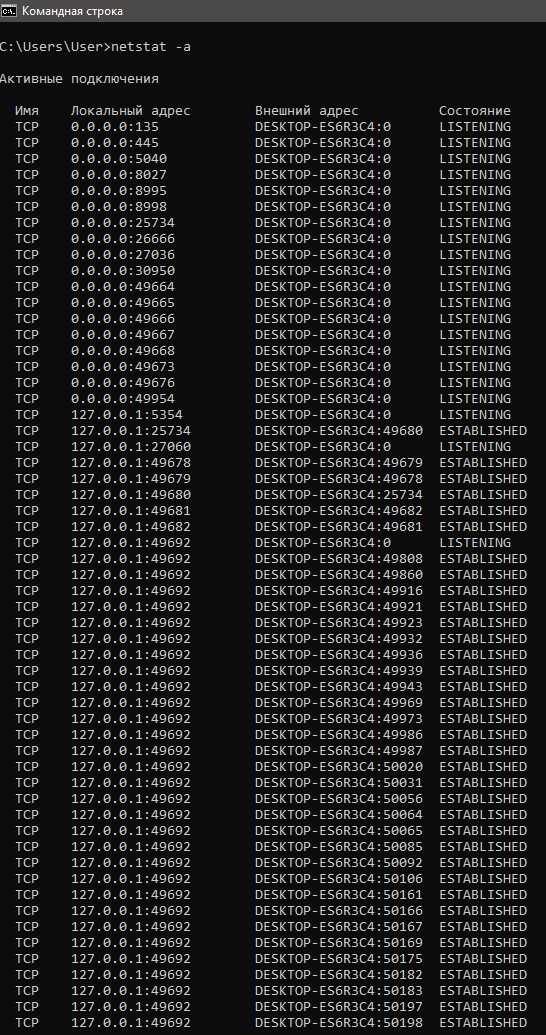 Командная строка
C:\Users\User>netstat -a
Активные подключения
Имя Локальный адрес Внешний адрес Состояние
TCP 0.0.0.0:135 DESKTOP-ES6R3C4:0 LISTENING
TCP 0.0.0.0:445 DESKTOP-ES6R3C4:0 LISTENING
TCP 0.0.0.0:5040 DESKTOP-ES6R3C4:0 LISTENING
TCP 0.0.0.0:8027 DESKTOP-ES6R3C4:0 LISTENING
TCP 0.0.0.0:8995 DESKTOP-ES6R3C4:0 LISTENING
TCP 0.0.0.0:8998 DESKTOP-ES6R3C4:0 LISTENING
TCP 0.0.0.0:25734 DESKTOP-ES6R3C4:0 LISTENING
TCP 0.0.0.0:26666 DESKTOP-ES6R3C4:0 LISTENING
TCP 0.0.0.0:27036 DESKTOP-ES6R3C4:0 LISTENING
TCP 0.0.0.0:30950 DESKTOP-ES6R3C4:0 LISTENING
TCP 0.0.0.0:49664 DESKTOP-ES6R3C4:0 LISTENING
TCP 0.0.0.0:49665 DESKTOP-ES6R3C4:0 LISTENING
TCP 0.0.0.0:49666 DESKTOP-ES6R3C4:0 LISTENING
TCP 0.0.0.0:49667 DESKTOP-ES6R3C4:0 LISTENING
TCP 0.0.0.0:49668 DESKTOP-ES6R3C4:0 LISTENING
TCP 0.0.0.0:49673 DESKTOP-ES6R3C4:0 LISTENING
TCP 0.0.0.0:49676 DESKTOP-ES6R3C4:0 LISTENING
TCP 0.0.0.0:49954 DESKTOP-ES6R3C4:0 LISTENING
TCP 127.0.0.1:5354 DESKTOP-ES6R3C4:0 LISTENING
TCP 127.0.0.1:25734 DESKTOP-ES6R3C4:49680 ESTABLISHED
TCP 127.0.0.1:27060 DESKTOP-ES6R3C4:0 LISTENING
TCP 127.0.0.1:49678 DESKTOP-ES6R3C4:49679 ESTABLISHED
TCP 127.0.0.1:49679 DESKTOP-ES6R3C4:49678 ESTABLISHED
TCP 127.0.0.1:49680 DESKTOP-ES6R3C4:25734 ESTABLISHED
TCP 127.0.0.1:49681 DESKTOP-ES6R3C4:49682 ESTABLISHED
TCP 127.0.0.1:49682 DESKTOP-ES6R3C4:49681 ESTABLISHED
TCP 127.0.0.1:49692 DESKTOP-ES6R3C4:0 LISTENING
TCP 127.0.0.1:49692 DESKTOP-ES6R3C4:49808 ESTABLISHED
TCP 127.0.0.1:49692 DESKTOP-ES6R3C4:49860 ESTABLISHED
TCP 127.0.0.1:49692 DESKTOP-ES6R3C4:49916 ESTABLISHED
TCP 127.0.0.1:49692 DESKTOP-ES6R3C4:49921 ESTABLISHED
TCP 127.0.0.1:49692 DESKTOP-ES6R3C4:49923 ESTABLISHED
TCP 127.0.0.1:49692 DESKTOP-ES6R3C4:49932 ESTABLISHED
TCP 127.0.0.1:49692 DESKTOP-ES6R3C4:49936 ESTABLISHED
TCP 127.0.0.1:49692 DESKTOP-ES6R3C4:49939 ESTABLISHED
TCP 127.0.0.1:49692 DESKTOP-ES6R3C4:49943 ESTABLISHED
TCP 127.0.0.1:49692 DESKTOP-ES6R3C4:49969 ESTABLISHED
TCP 127.0.0.1:49692 DESKTOP-ES6R3C4:49973 ESTABLISHED
TCP 127.0.0.1:49692 DESKTOP-ES6R3C4:49986 ESTABLISHED
TCP 127.0.0.1:49692 DESKTOP-ES6R3C4:49987 ESTABLISHED
TCP 127.0.0.1:49692 DESKTOP-ES6R3C4:50020 ESTABLISHED
TCP 127.0.0.1:49692 DESKTOP-ES6R3C4:50031 ESTABLISHED
TCP 127.0.0.1:49692 DESKTOP-ES6R3C4:50056 ESTABLISHED
TCP 127.0.0.1:49692 DESKTOP-ES6R3C4:50064 ESTABLISHED
TCP 127.0.0.1:49692 DESKTOP-ES6R3C4:50065 ESTABLISHED
TCP 127.0.0.1:49692 DESKTOP-ES6R3C4:50085 ESTABLISHED
TCP 127.0.0.1:49692 DESKTOP-ES6R3C4:50092 ESTABLISHED
TCP 127.0.0.1:49692 DESKTOP-ES6R3C4:50106 ESTABLISHED
TCP 127.0.0.1:49692 DESKTOP-ES6R3C4:50161 ESTABLISHED
TCP 127.0.0.1:49692 DESKTOP-ES6R3C4:50166 ESTABLISHED
TCP 127.0.0.1:49692 DESKTOP-ES6R3C4:50167 ESTABLISHED
TCP 127.0.0.1:49692 DESKTOP-ES6R3C4:50169 ESTABLISHED
TCP 127.0.0.1:49692 DESKTOP-ES6R3C4:50175 ESTABLISHED
TCP 127.0.0.1:49692 DESKTOP-ES6R3C4:50182 ESTABLISHED
TCP 127.0.0.1:49692 DESKTOP-ES6R3C4:50183 ESTABLISHED
TCP 127.0.0.1:49692 DESKTOP-ES6R3C4:50197 ESTABLISHED
TCP 127.0.0.1:49692 DESKTOP-ES6R3C4:50198 ESTABLISHED